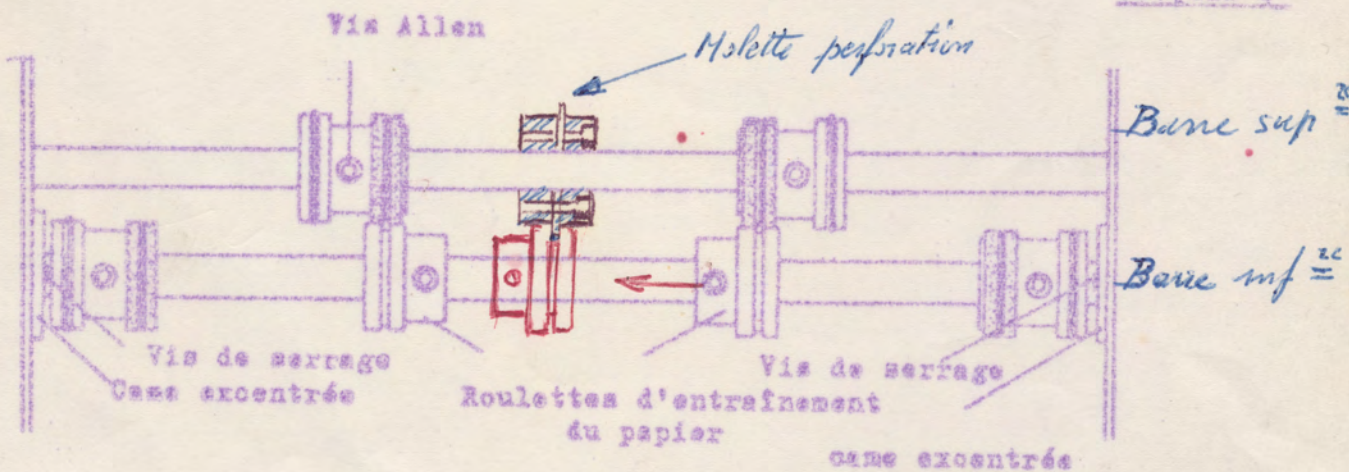 Vis Allen
Molette perforation
Barre sup
Barre inf
Vis de serrage
Came excentrée
Roulettes d'entraînement
du papier
Vis de serrage
came excentrée